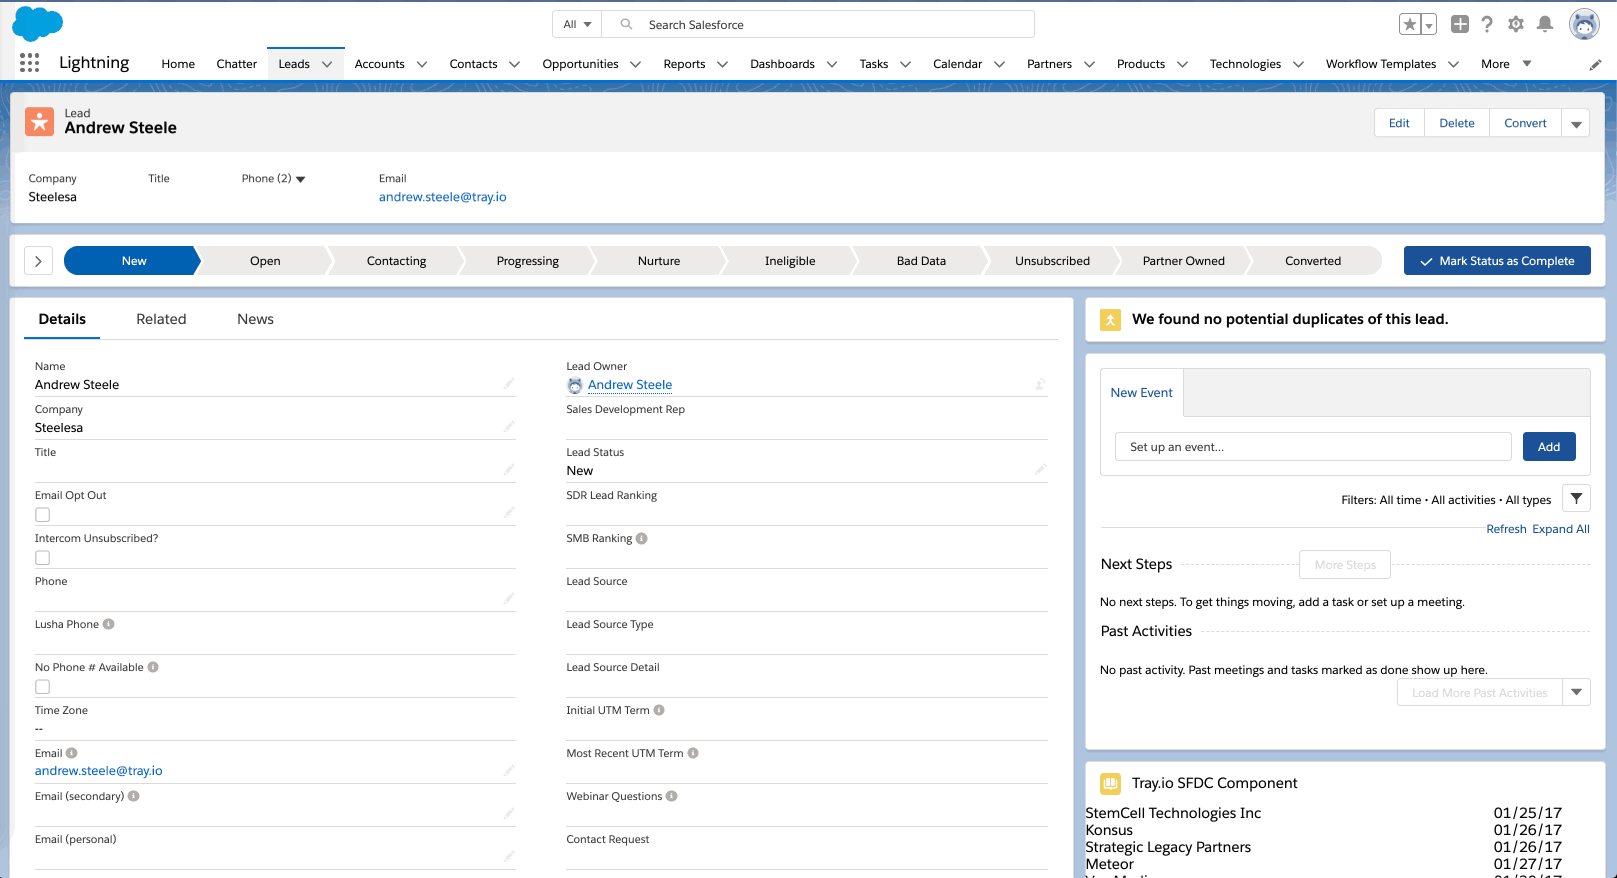 All
Search Salesforce
Lightning
Home Chatter Leads Accounts Contacts Opportunities Reports Dashboards Tasks Calendar Partners Products Technologies Workflow Templates More
Lead
Andrew Steele
Edit Delete Convert
Company Title Phone (2) Email
Steelesa andrew.steele@tray.io
New Open Contacting Progressing Nurture Ineligible Bad Data Unsubscribed Partner Owned Converted
Mark Status as Complete
Details Related News
Name
Andrew Steele
Company
Steelesa
Title
Email Opt Out
Intercom Unsubscribed?
Phone
Lusha Phone
No Phone # Available
Time Zone
--
Email
andrew.steele@tray.io
Email (secondary)
Email (personal)
Lead Owner
Andrew Steele
Sales Development Rep
Lead Status
New
SDR Lead Ranking
SMB Ranking
Lead Source
Lead Source Type
Lead Source Detail
Initial UTM Term
Most Recent UTM Term
Webinar Questions
Contact Request
We found no potential duplicates of this lead.
New Event
Set up an event...
Add
Filters: All time • All activities • All types
Refresh Expand All
Next Steps
More Steps
No next steps. To get things moving, add a task or set up a meeting.
Past Activities
No past activity. Past meetings and tasks marked as done show up here.
Load More Past Activities
Tray.io SFDC Component
StemCell Technologies Inc 01/25/17
Konsus 01/26/17
Strategic Legacy Partners 01/26/17
Meteor 01/27/17